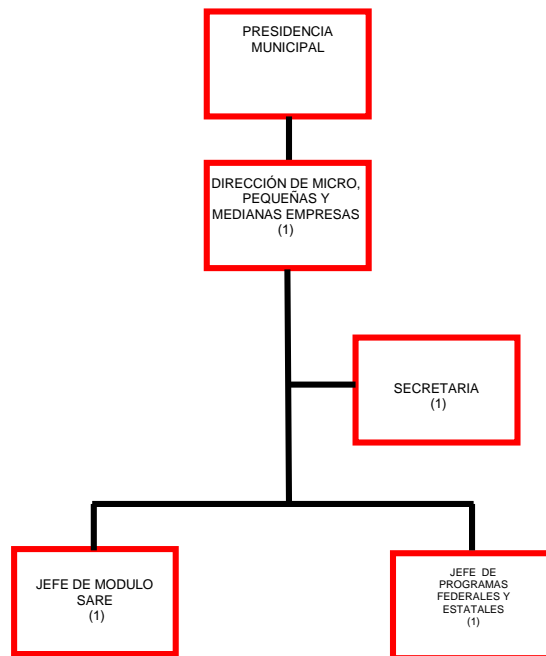 PRESIDENCIA
MUNICIPAL
DIRECCIÓN DE MICRO,
PEQUEÑAS Y
MEDIANAS EMPRESAS
(1)
SECRETARIA
(1)
JEFE DE MODULO
SARE
(1)
JEFE DE
PROGRAMAS
FEDERALES Y
ESTATALES
(1)